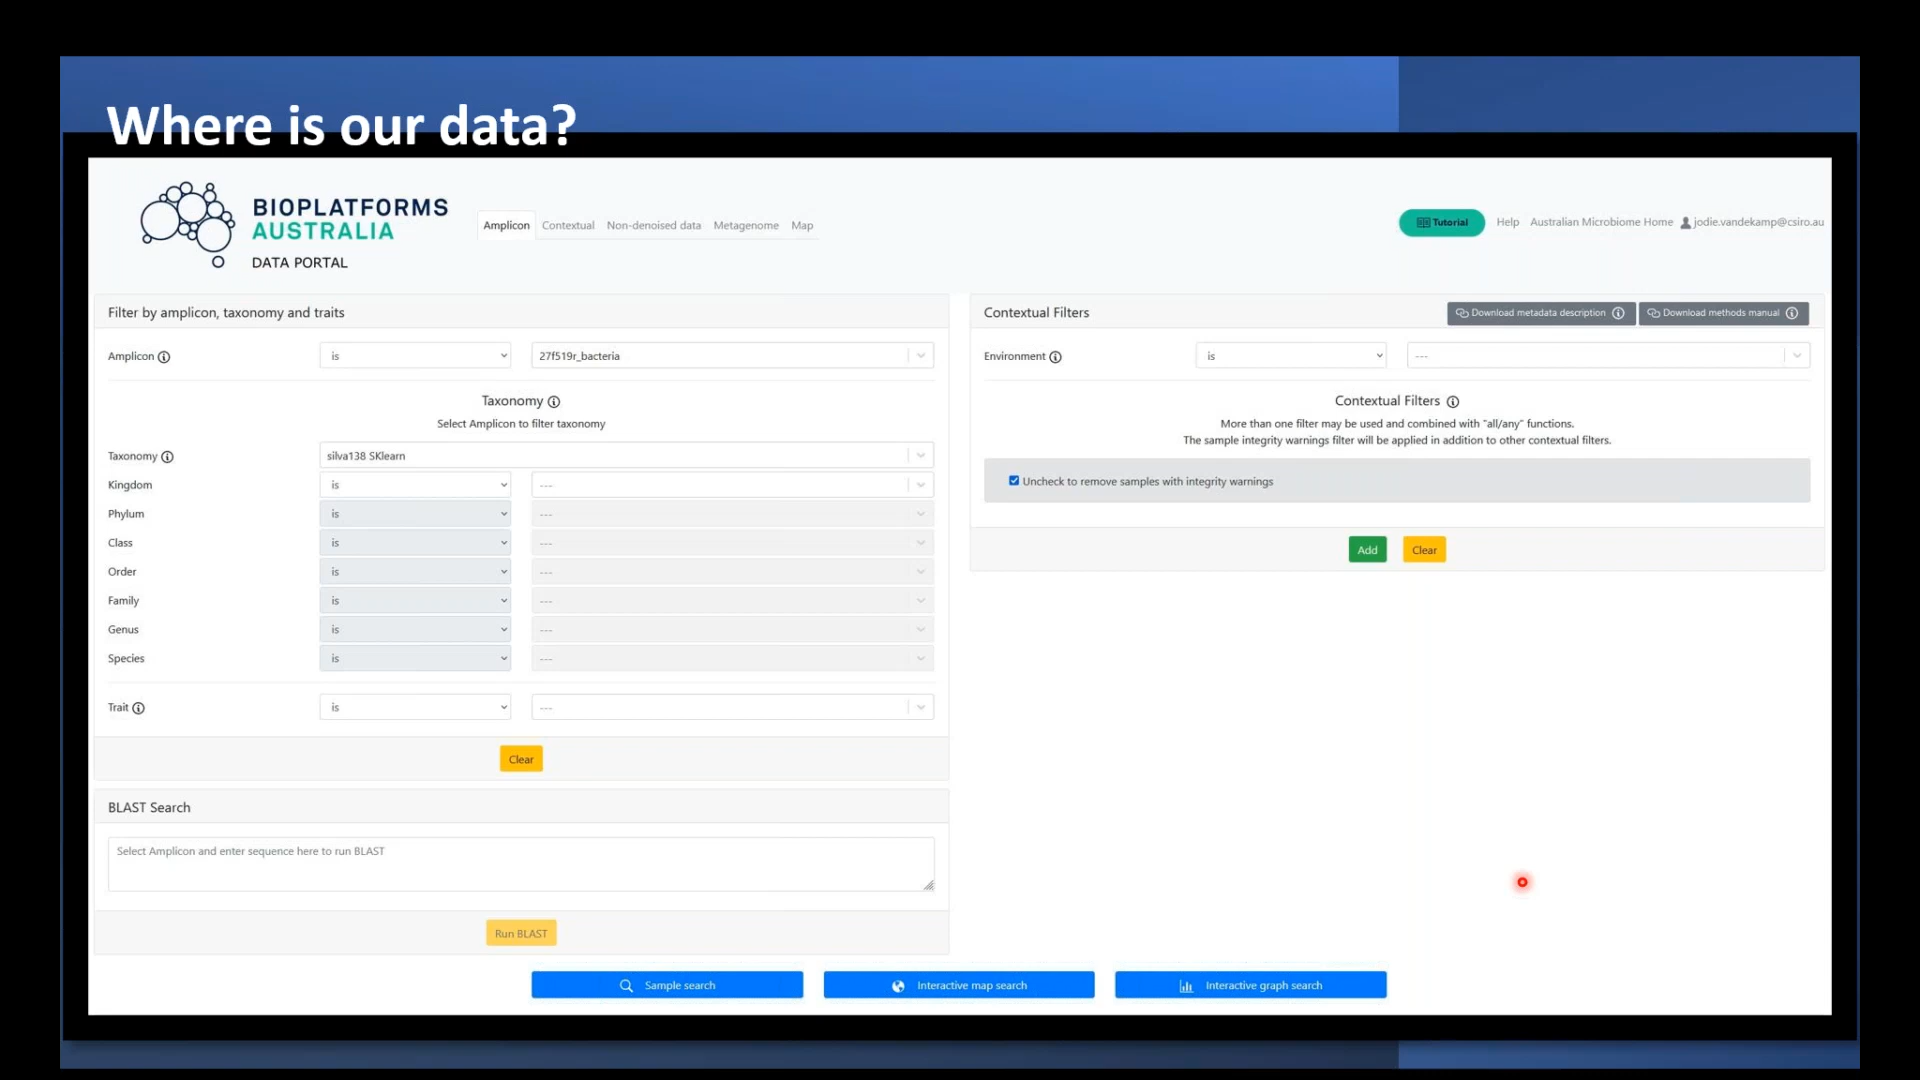 Where is our data?
BIOPLATFORMS
AUSTRALIA
DATA PORTAL
Amplicon Contextual Non-denoised data Metagenome Map
Tutorial Help Australian Microbiome Home jodie.vandekamp@csiro.au
Filter by amplicon, taxonomy and traits
Amplicon is 27f519r_bacteria
Taxonomy
Select Amplicon to filter taxonomy
Taxonomy silva138 SKlearn
Kingdom is ---
Phylum is ---
Class is ---
Order is ---
Family is ---
Genus is ---
Species is ---
Trait is ---
Clear
BLAST Search
Select Amplicon and enter sequence here to run BLAST
Run BLAST
Contextual Filters Download metadata description Download methods manual
Environment is ---
Contextual Filters
More than one filter may be used and combined with "all/any" functions.
The sample integrity warnings filter will be applied in addition to other contextual filters.
Uncheck to remove samples with integrity warnings
Add Clear
Sample search Interactive map search Interactive graph search